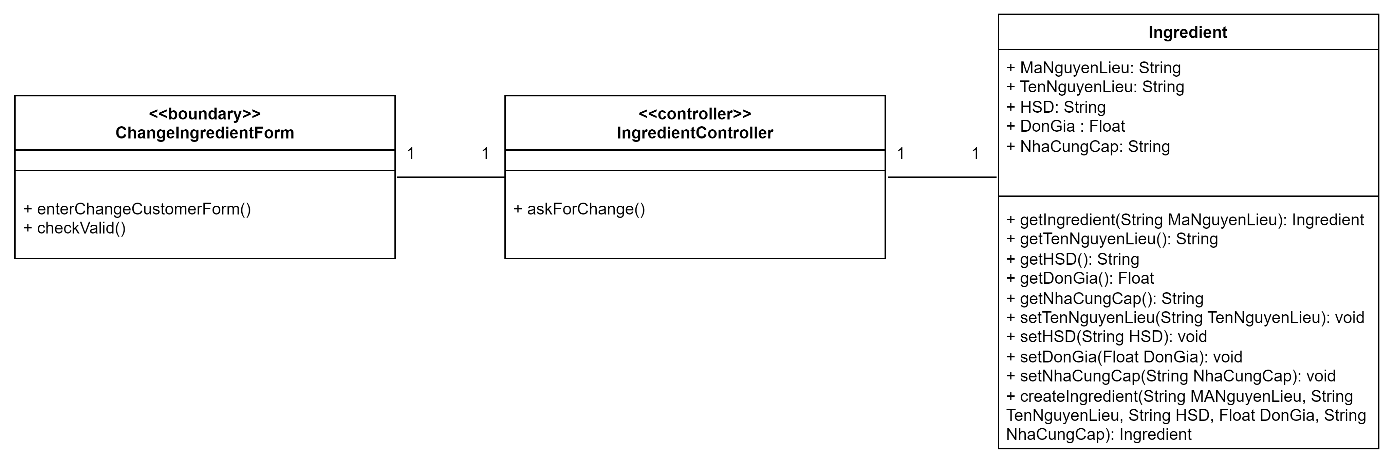 <<boundary>>
ChangeIngredientForm
+ enterChangeCustomerForm()
+ checkValid()
1
1
<<controller>>
IngredientController
+ askForChange()
1
1
Ingredient
+ MaNguyenLieu: String
+ TenNguyenLieu: String
+ HSD: String
+ DonGia : Float
+ NhaCungCap: String
+ getIngredient(String MaNguyenLieu): Ingredient
+ getTenNguyenLieu(): String
+ getHSD(): String
+ getDonGia(): Float
+ getNhaCungCap(): String
+ setTenNguyenLieu(String TenNguyenLieu): void
+ setHSD(String HSD): void
+ setDonGia(Float DonGia): void
+ setNhaCungCap(String NhaCungCap): void
+ createIngredient(String MANguyenLieu, String
TenNguyenLieu, String HSD, Float DonGia, String
NhaCungCap): Ingredient